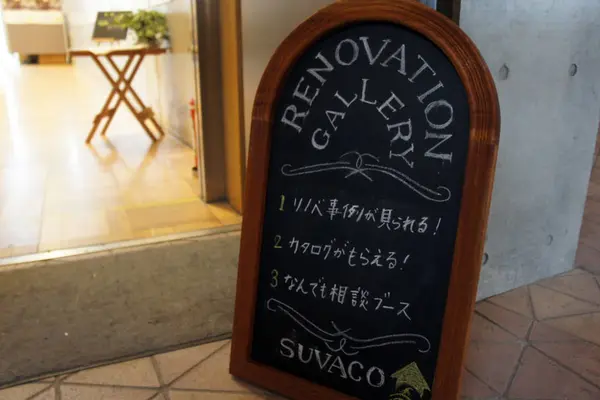 RENOVATION
GALLERY
1 リノベ事例が見られる!
2 カタログがもらえる!
3 なんでも相談ブース
SUVACO